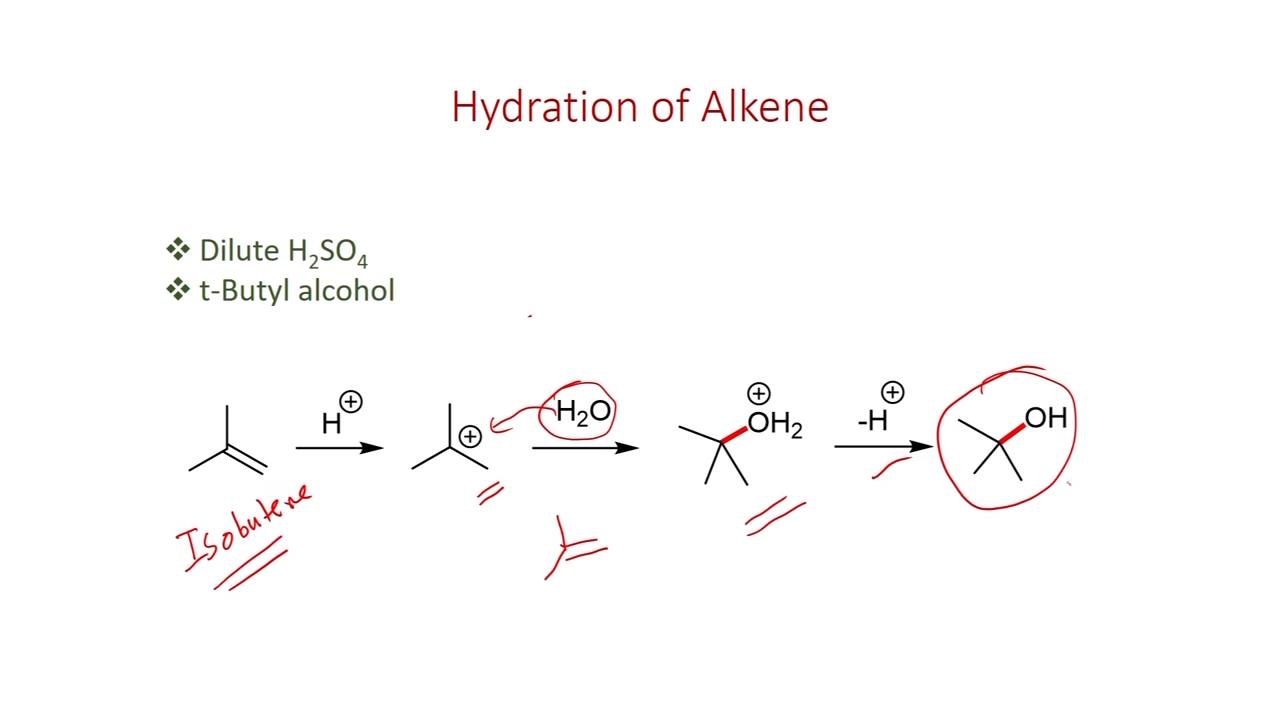 Hydration of Alkene
❖ Dilute H₂SO₄
❖ t-Butyl alcohol
H⊕ ⊕ H₂O ⊕OH₂ -H⊕ OH
Isobutene